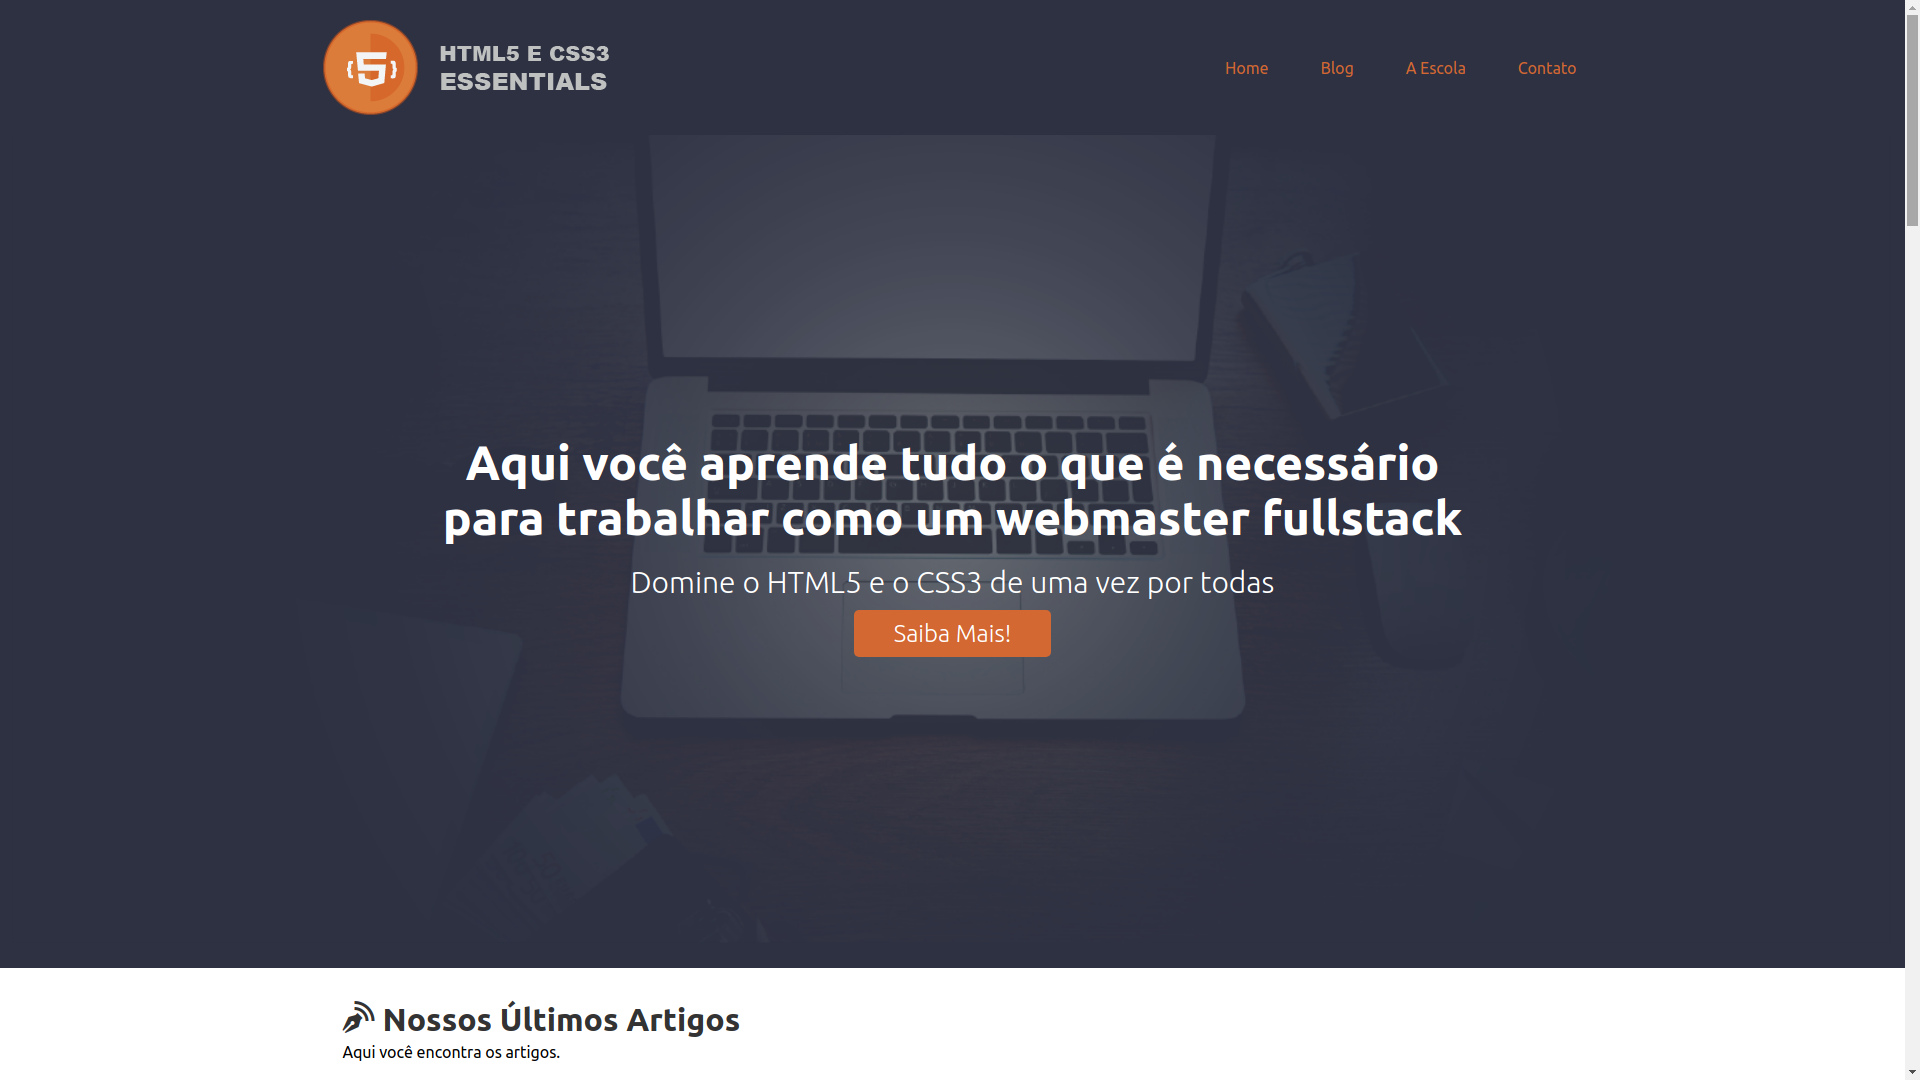 HTML5 E CSS3
ESSENTIALS
Home
Blog
A Escola
Contato
Aqui você aprende tudo o que é necessário
para trabalhar como um webmaster fullstack
Domine o HTML5 e o CSS3 de uma vez por todas
Saiba Mais!
Nossos Últimos Artigos
Aqui você encontra os artigos.